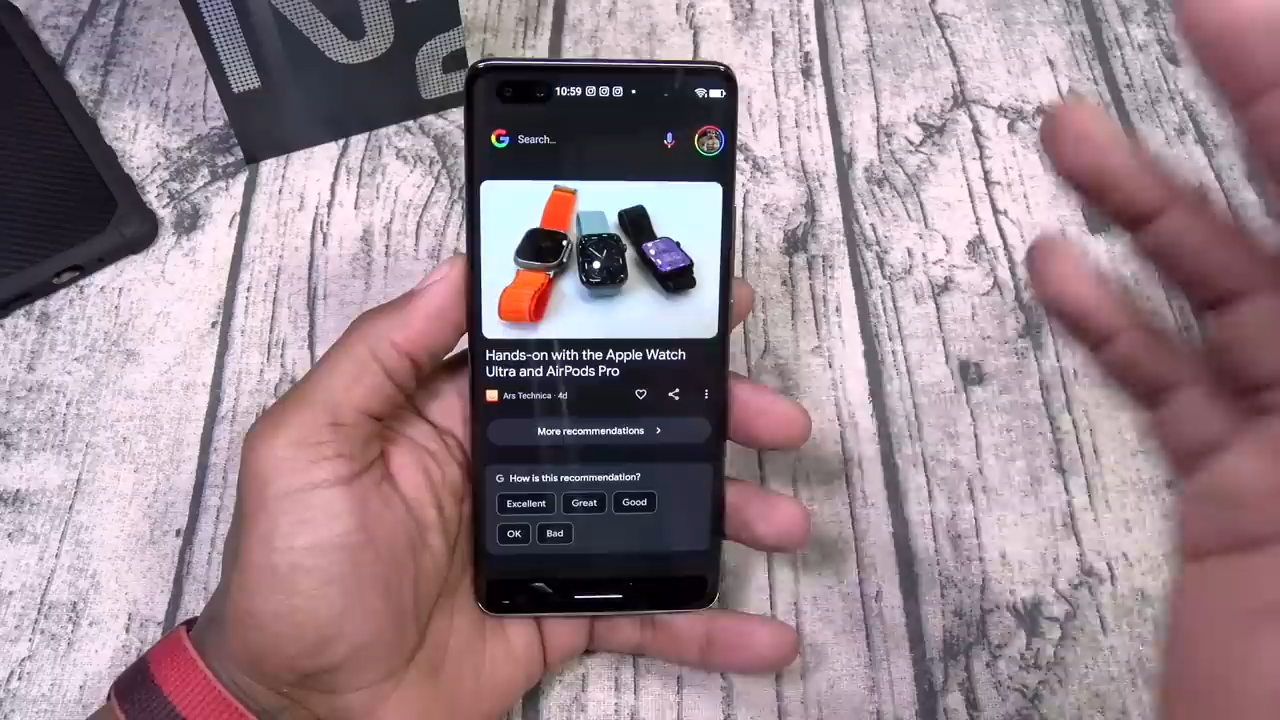 10:59
Search...
Hands-on with the Apple Watch
Ultra and AirPods Pro
Ars Technica · 4d
More recommendations
G How is this recommendation?
Excellent
Great
Good
OK
Bad